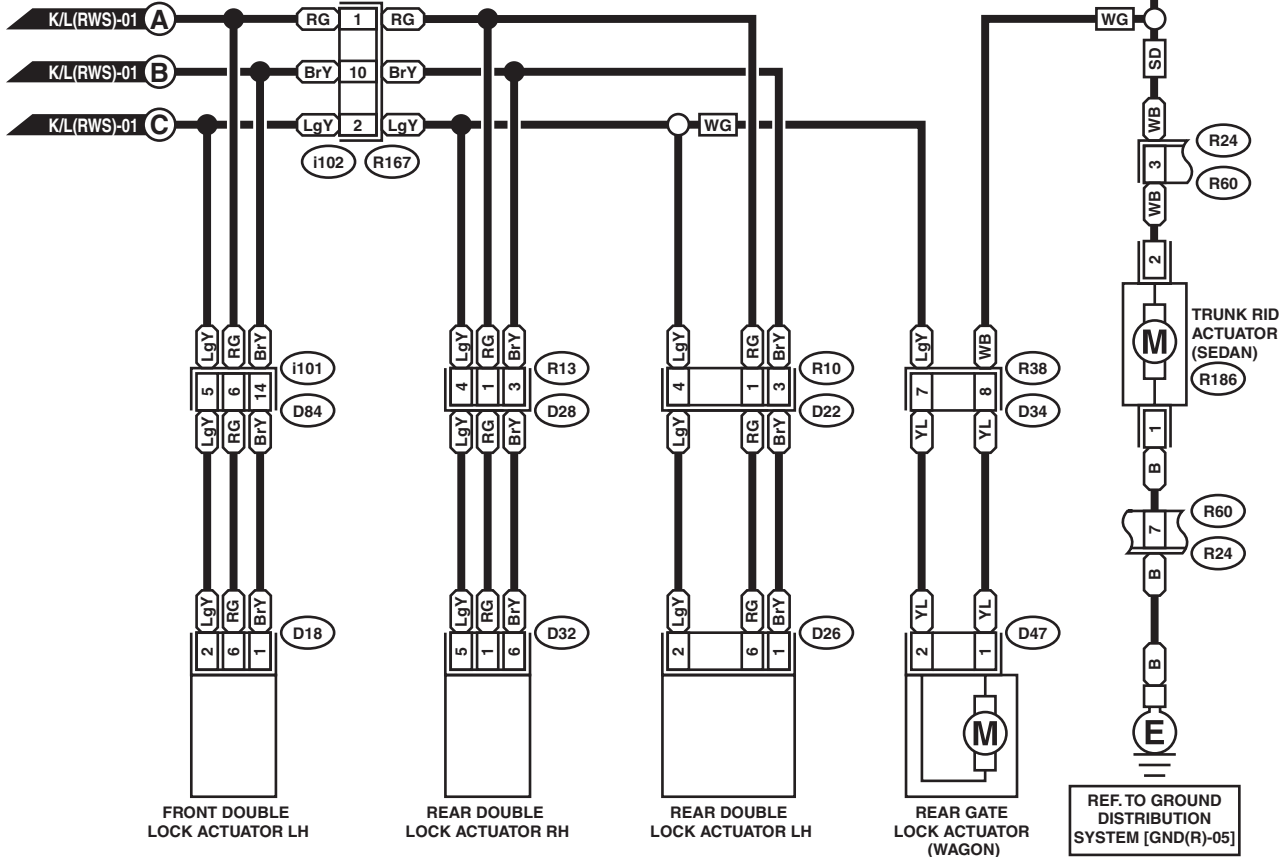 K/L(RWS)-01 A RG 1 RG WG
K/L(RWS)-01 B BrY 10 BrY SD
K/L(RWS)-01 C LgY 2 LgY WG WB
i102 R167
R24
3
R60
WB
2
M
TRUNK RID
ACTUATOR
(SEDAN)
R186
LgY RG BrY LgY RG BrY LgY RG BrY LgY WB
i101 R13 R10 R38
5 6 14 4 1 3 4 1 3 7 8
D84 D28 D22 D34
LgY RG BrY LgY RG BrY LgY RG BrY YL YL
1
B
R60
7
R24
B
LgY RG BrY LgY RG BrY LgY RG BrY YL YL
D18 D32 D26 D47
2 6 1 5 1 6 2 6 1 2 1
B
M
E
FRONT DOUBLE
LOCK ACTUATOR LH
REAR DOUBLE
LOCK ACTUATOR RH
REAR DOUBLE
LOCK ACTUATOR LH
REAR GATE
LOCK ACTUATOR
(WAGON)
REF. TO GROUND
DISTRIBUTION
SYSTEM [GND(R)-05]